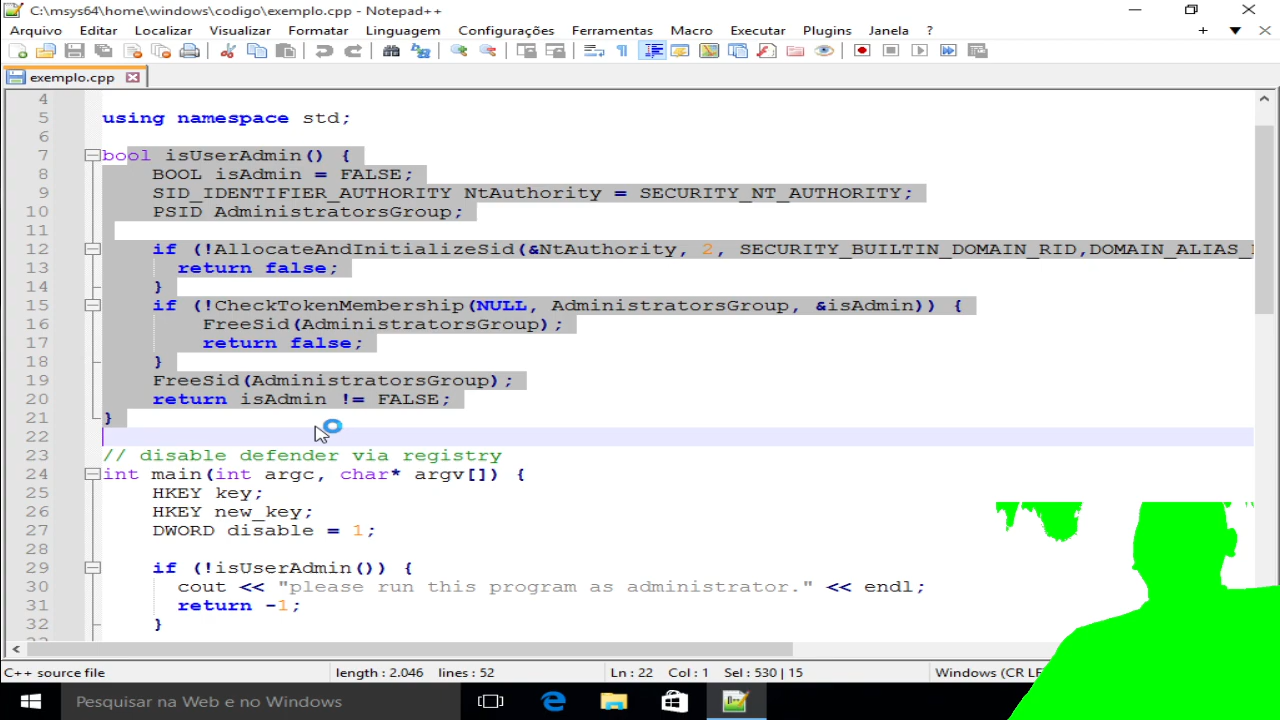 C:\msys64\home\windows\codigo\exemplo.cpp - Notepad++
Arquivo Editar Localizar Visualizar Formatar Linguagem Configurações Ferramentas Macro Executar Plugins Janela ?
exemplo.cpp
4
5 using namespace std;
6
7 bool isUserAdmin() {
8 BOOL isAdmin = FALSE;
9 SID_IDENTIFIER_AUTHORITY NtAuthority = SECURITY_NT_AUTHORITY;
10 PSID AdministratorsGroup;
11
12 if (!AllocateAndInitializeSid(&NtAuthority, 2, SECURITY_BUILTIN_DOMAIN_RID,DOMAIN_ALIAS_
13 return false;
14 }
15 if (!CheckTokenMembership(NULL, AdministratorsGroup, &isAdmin)) {
16 FreeSid(AdministratorsGroup);
17 return false;
18 }
19 FreeSid(AdministratorsGroup);
20 return isAdmin != FALSE;
21 }
22
23 // disable defender via registry
24 int main(int argc, char* argv[]) {
25 HKEY key;
26 HKEY new_key;
27 DWORD disable = 1;
28
29 if (!isUserAdmin()) {
30 cout << "please run this program as administrator." << endl;
31 return -1;
32 }
C++ source file length : 2.046 lines : 52 Ln : 22 Col : 1 Sel : 530 | 15 Windows (CR
Pesquisar na Web e no Windows